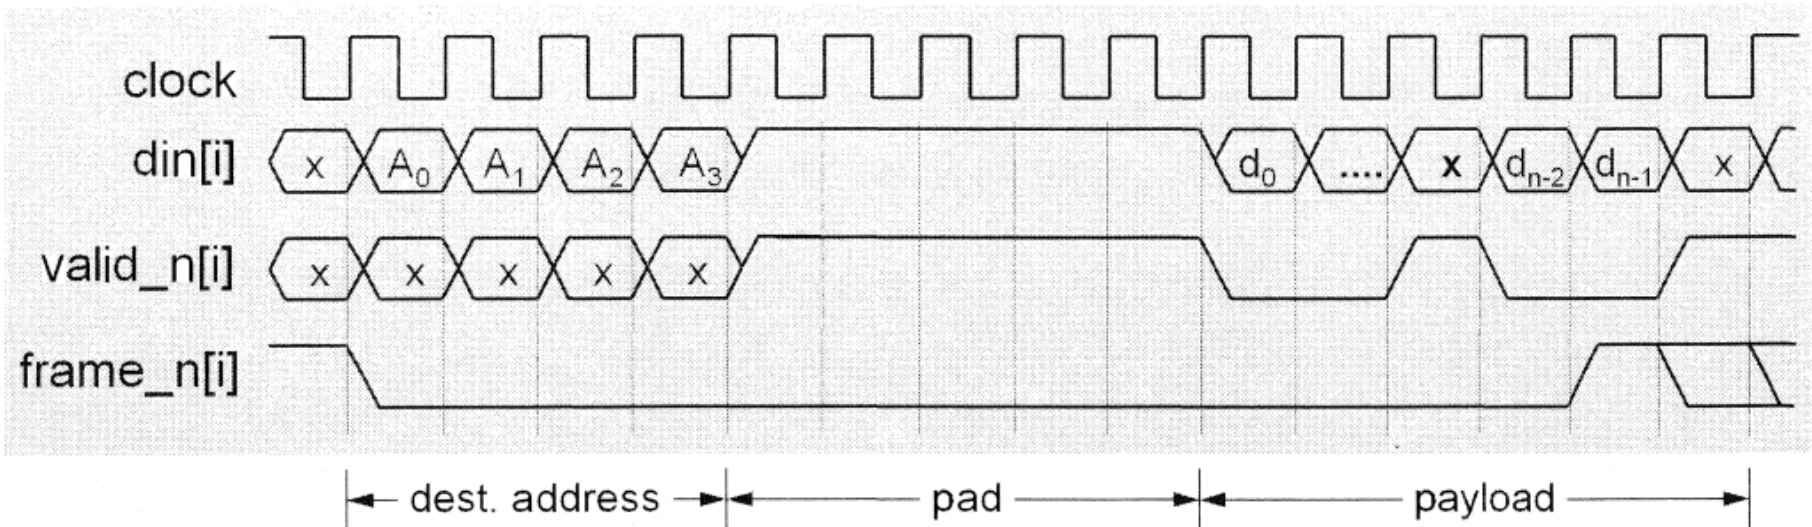 clock
din[i] x A₀ A₁ A₂ A₃ d₀ .... x dₙ₋₂ dₙ₋₁ x
valid_n[i] x x x x x
frame_n[i]
dest. address pad payload